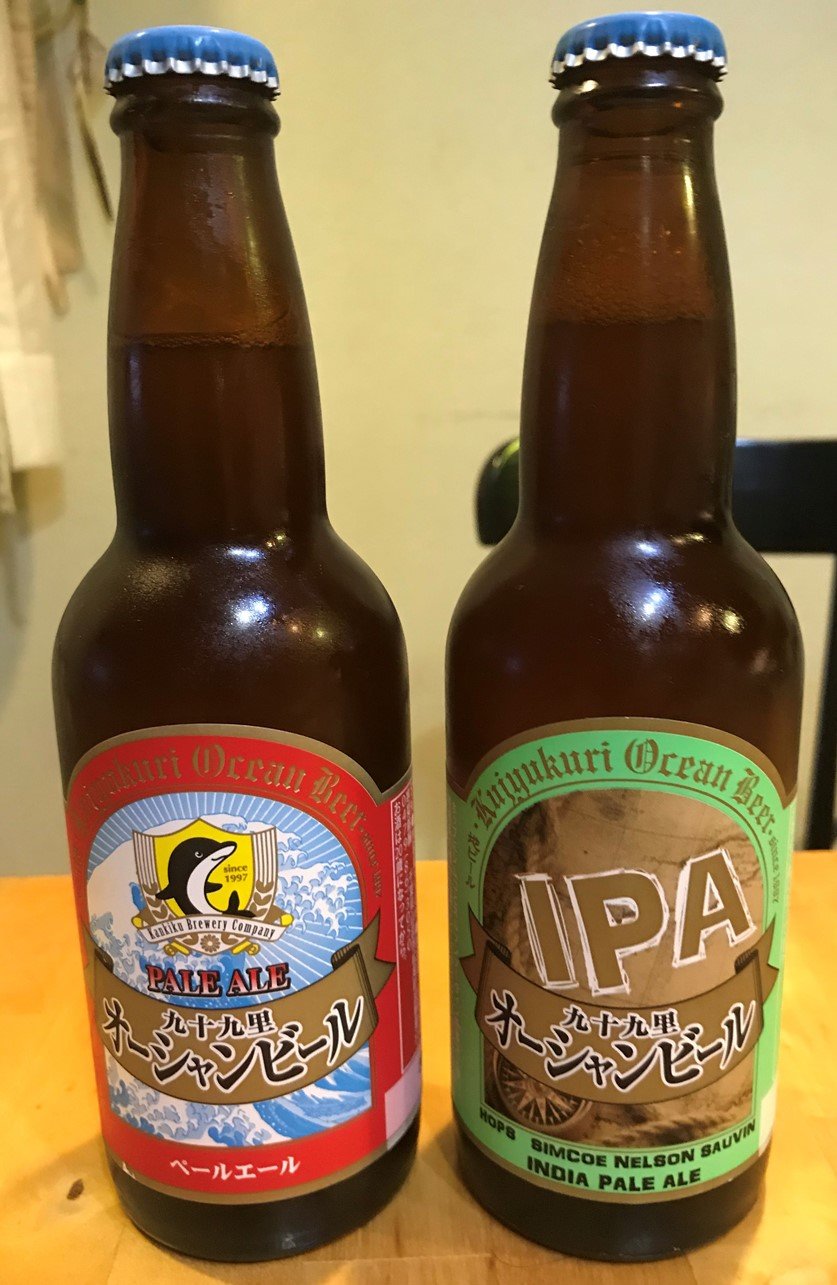 Kujyukuri Ocean Beer
since 1997
Kankiku Brewery Company
PALE ALE
九十九里
オーシャンビール
ペールエール
Kujyukuri Ocean Beer
IPA
九十九里
オーシャンビール
HOPS SIMCOE NELSON SAUVIN
INDIA PALE ALE